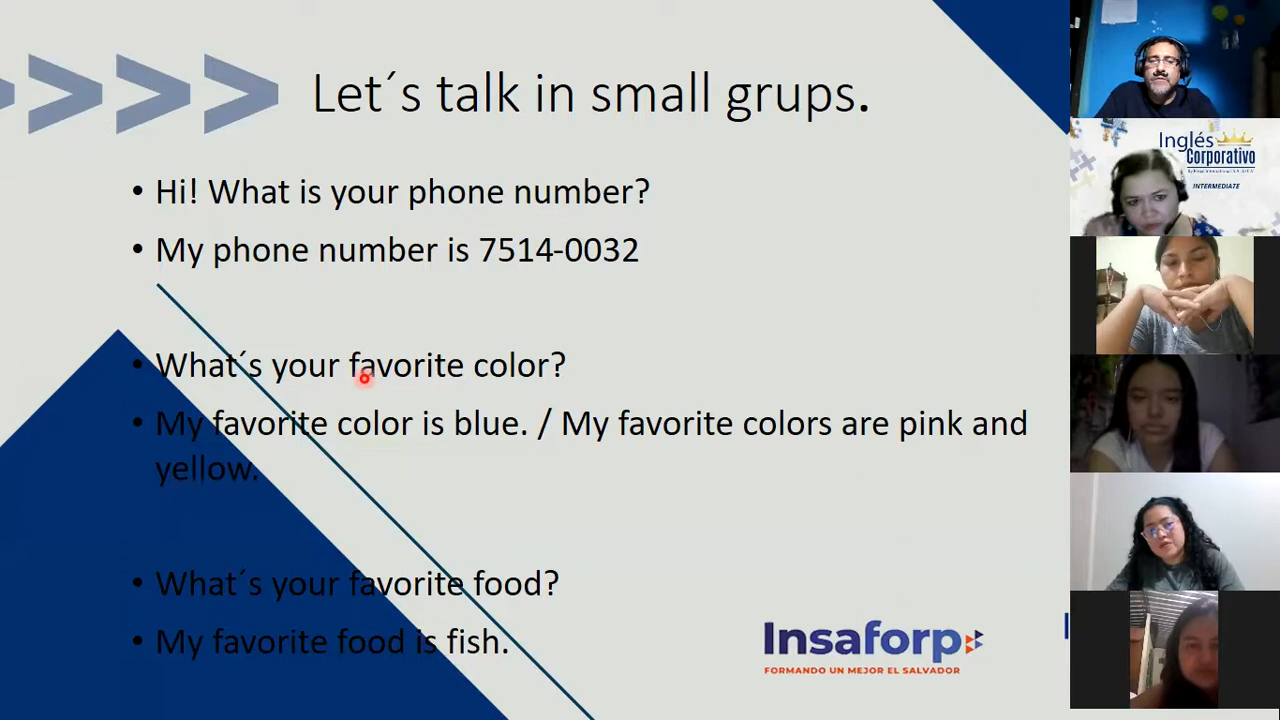 Let´s talk in small grups.
• Hi! What is your phone number?
• My phone number is 7514-0032
• What´s your favorite color?
• My favorite color is blue. / My favorite colors are pink and
yellow.
• What´s your favorite food?
• My favorite food is fish.
Insaforp
FORMANDO UN MEJOR EL SALVADOR
Inglés
Corporativo
INTERMEDIATE